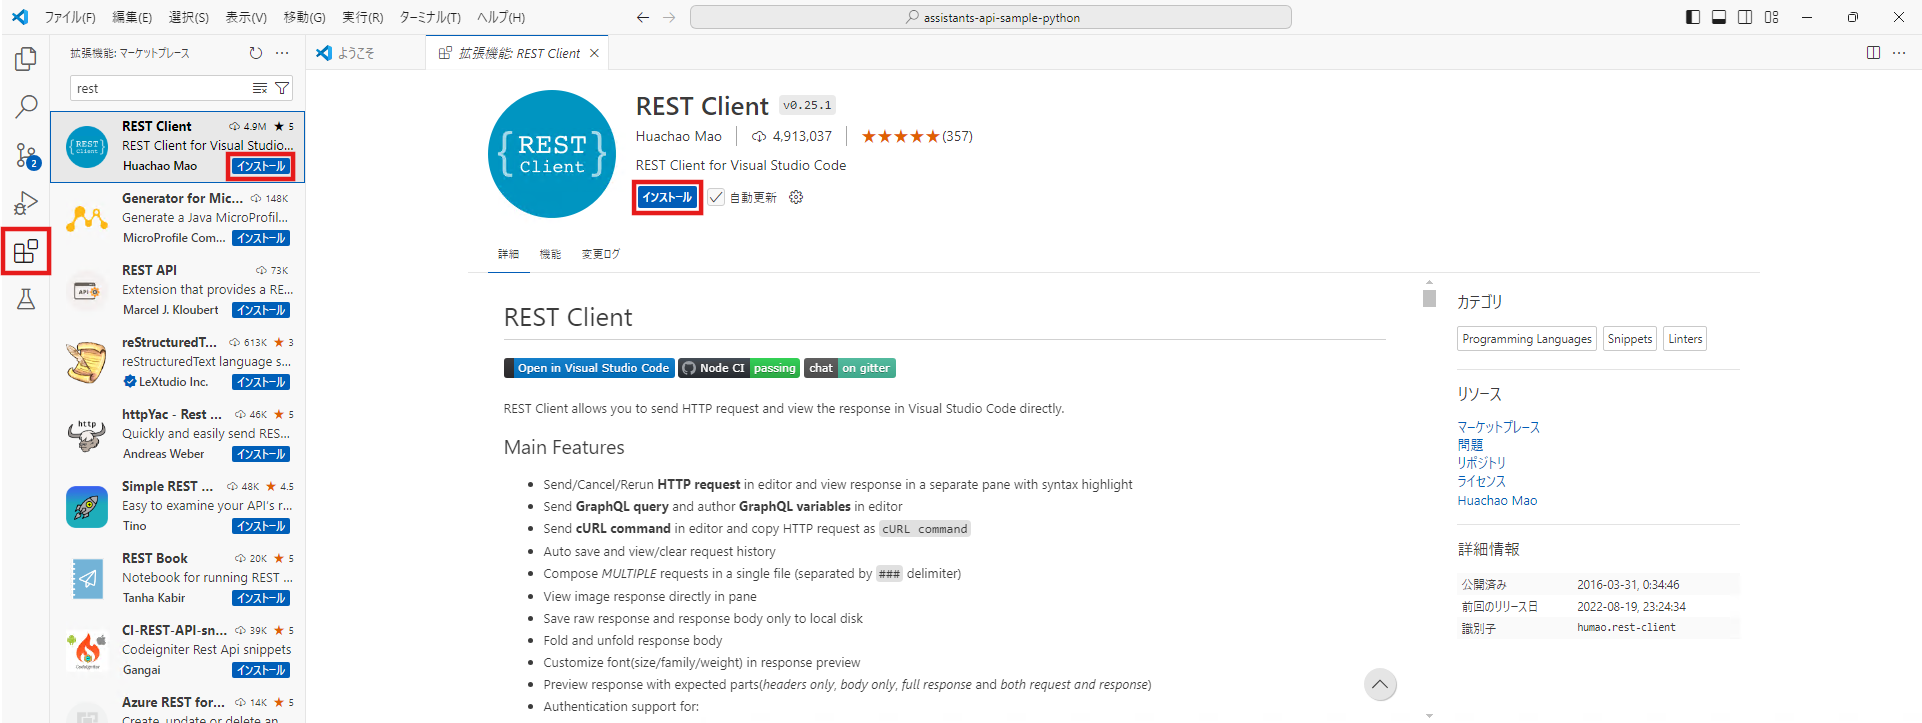 ファイル(F) 編集(E) 選択(S) 表示(V) 移動(G) 実行(R) ターミナル(T) ヘルプ(H) assistants-api-sample-python
拡張機能: マーケットプレース
rest
REST Client 4.9M ★ 5
REST Client for Visual Studio...
Huachao Mao インストール
Generator for Mic... 148K
Generate a Java MicroProfil...
MicroProfile Com... インストール
REST API 73K
Extension that provides a RE...
Marcel J. Kloubert インストール
reStructuredT... 613K ★ 3
reStructuredText language s...
LeXtudio Inc. インストール
httpYac - Rest ... 46K ★ 5
Quickly and easily send RES...
Andreas Weber インストール
Simple REST ... 48K ★ 4.5
Easy to examine your API's r...
Tino インストール
REST Book 20K ★ 5
Notebook for running REST ...
Tanha Kabir インストール
CI-REST-API-sn... 39K ★ 5
Codeigniter Rest Api snippets
Gangai インストール
Azure REST for... 14K ★ 5
Create, update or delete an
2
API
http
CodeIgniter
ようこそ
拡張機能: REST Client
{REST Client}
REST Client v0.25.1
Huachao Mao 4,913,037 ★★★★★(357)
REST Client for Visual Studio Code
インストール 自動更新
詳細 機能 変更ログ
REST Client
Open in Visual Studio Code Node CI passing chat on gitter
REST Client allows you to send HTTP request and view the response in Visual Studio Code directly.
Main Features
• Send/Cancel/Rerun HTTP request in editor and view response in a separate pane with syntax highlight
• Send GraphQL query and author GraphQL variables in editor
• Send cURL command in editor and copy HTTP request as cURL command
• Auto save and view/clear request history
• Compose MULTIPLE requests in a single file (separated by ### delimiter)
• View image response directly in pane
• Save raw response and response body only to local disk
• Fold and unfold response body
• Customize font(size/family/weight) in response preview
• Preview response with expected parts(headers only, body only, full response and both request and response)
• Authentication support for:
カテゴリ
Programming Languages Snippets Linters
リソース
マーケットプレース
問題
リポジトリ
ライセンス
Huachao Mao
詳細情報
公開済み 2016-03-31, 0:34:46
前回のリリース日 2022-08-19, 23:24:34
識別子 humao.rest-client